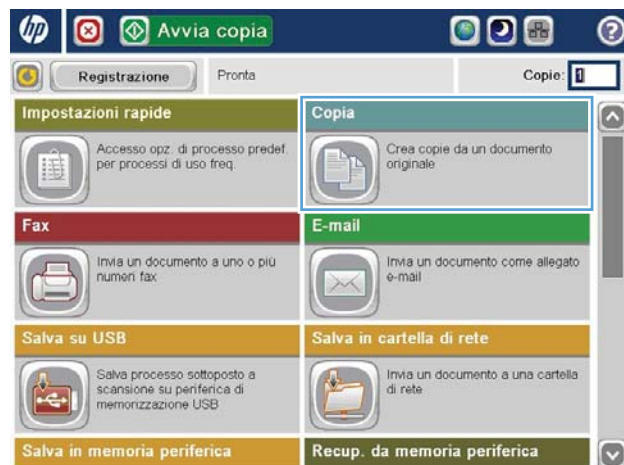 hp
Avvia copia
?
Registrazione
Pronta
Copie: 1
Impostazioni rapide
Accesso opz. di processo predef.
per processi di uso freq.
Copia
Crea copie da un documento
originale
Fax
Invia un documento a uno o più
numeri fax
E-mail
Invia un documento come allegato
e-mail
Salva su USB
Salva processo sottoposto a
scansione su periferica di
memorizzazione USB
Salva in cartella di rete
Invia un documento a una cartella
di rete
Salva in memoria periferica
Recup. da memoria periferica